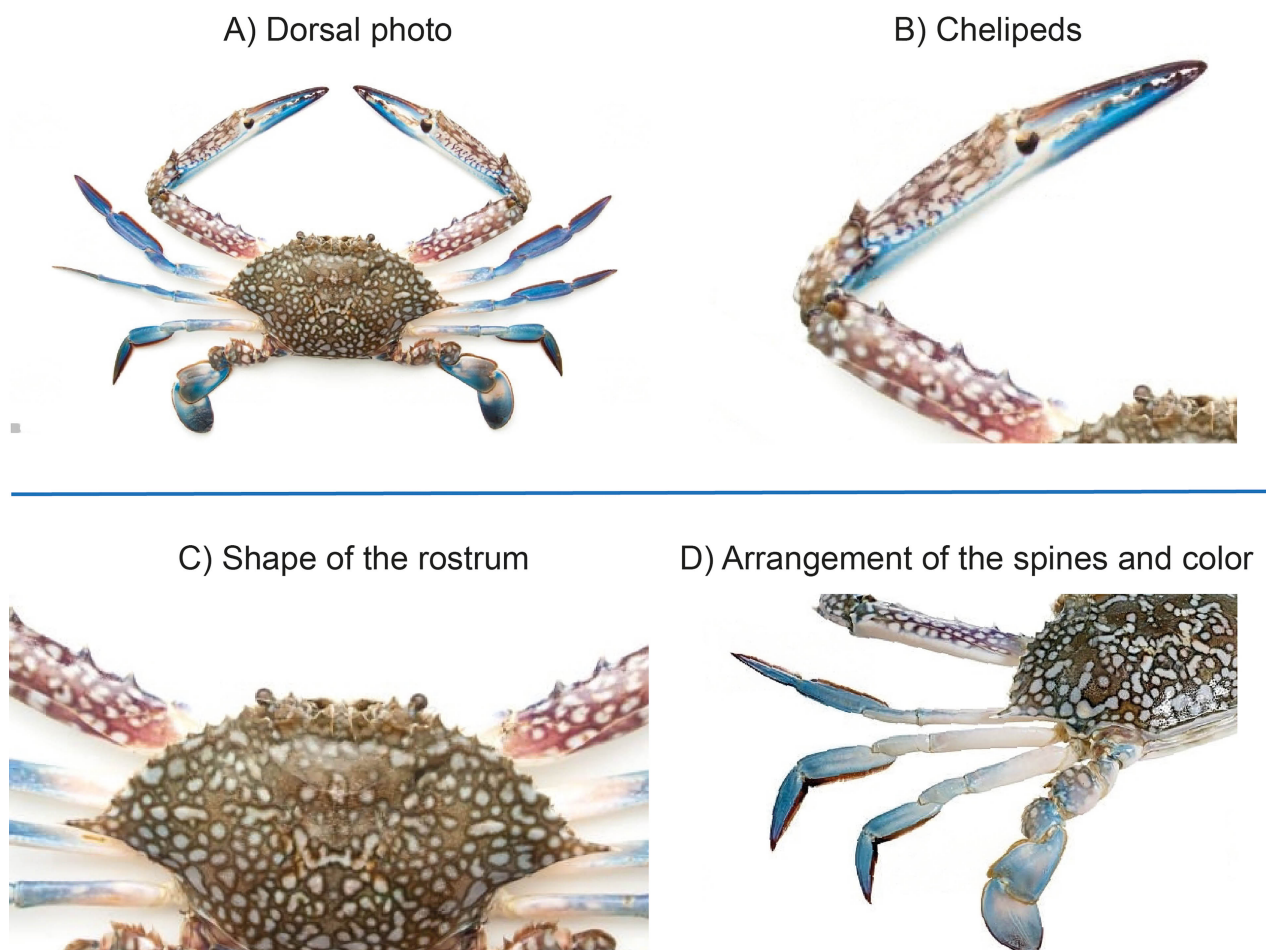 A) Dorsal photo
B) Chelipeds
C) Shape of the rostrum
D) Arrangement of the spines and color